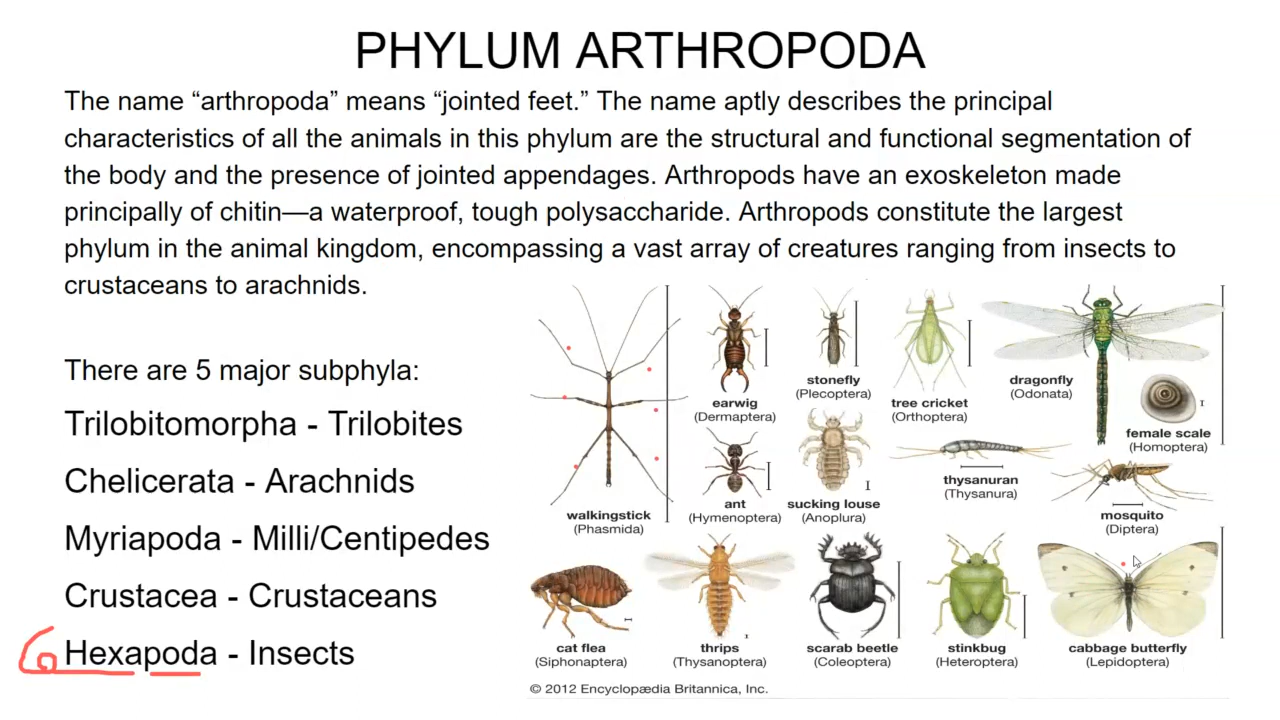 PHYLUM ARTHROPODA
The name “arthropoda” means “jointed feet.” The name aptly describes the principal
characteristics of all the animals in this phylum are the structural and functional segmentation of
the body and the presence of jointed appendages. Arthropods have an exoskeleton made
principally of chitin—a waterproof, tough polysaccharide. Arthropods constitute the largest
phylum in the animal kingdom, encompassing a vast array of creatures ranging from insects to
crustaceans to arachnids.
There are 5 major subphyla:
Trilobitomorpha - Trilobites
Chelicerata - Arachnids
Myriapoda - Milli/Centipedes
Crustacea - Crustaceans
6 Hexapoda - Insects
walkingstick
(Phasmida)
earwig
(Dermaptera)
stonefly
(Plecoptera)
tree cricket
(Orthoptera)
dragonfly
(Odonata)
female scale
(Homoptera)
ant
(Hymenoptera)
sucking louse
(Anoplura)
thysanuran
(Thysanura)
mosquito
(Diptera)
cat flea
(Siphonaptera)
thrips
(Thysanoptera)
scarab beetle
(Coleoptera)
stinkbug
(Heteroptera)
cabbage butterfly
(Lepidoptera)
© 2012 Encyclopædia Britannica, Inc.